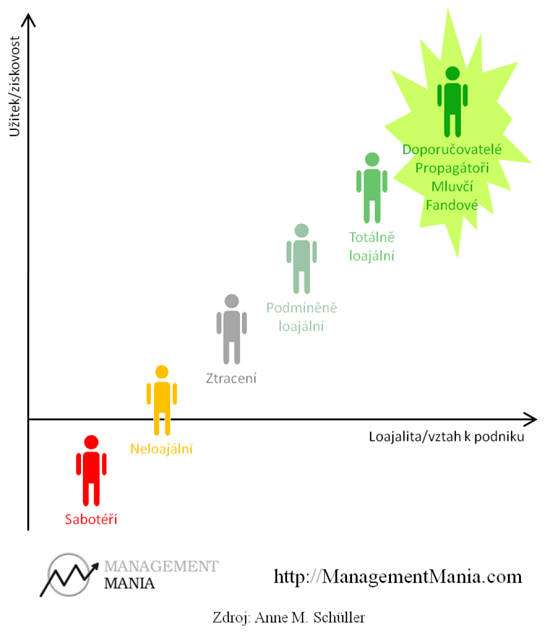 Užitek/ziskovost
Doporučovatelé
Propagátoři
Mluvčí
Fandové
Totálně
loajální
Podmíněně
loajální
Ztracení
Loajalita/vztah k podniku
Neloajální
Sabotéři
MANAGEMENT
MANIA
http://ManagementMania.com
Zdroj: Anne M. Schüller